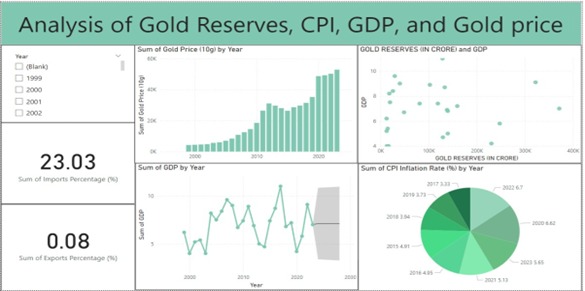 Analysis of Gold Reserves, CPI, GDP, and Gold price
Year
(Blank)
1999
2000
2001
2002
23.03
Sum of Imports Percentage (%)
0.08
Sum of Exports Percentage (%)
Sum of Gold Price (10g) by Year
Sum of Gold Price (10g)
60K
40K
20K
0K
2000
2010
2020
GOLD RESERVES (IN CRORE) and GDP
GDP
10
8
6
4
0K
100K
200K
300K
400K
GOLD RESERVES (IN CRORE)
Sum of GDP by Year
Sum of GDP
10
5
2000
2010
2020
2030
Year
Sum of CPI Inflation Rate (%) by Year
2017 3.33
2022 6.7
2019 3.73
2018 3.94
2020 6.62
2015 4.91
2023 5.65
2016 4.95
2021 5.13